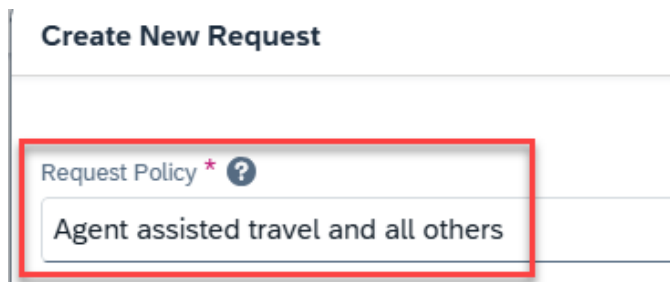 Create New Request
Request Policy * ?
Agent assisted travel and all others